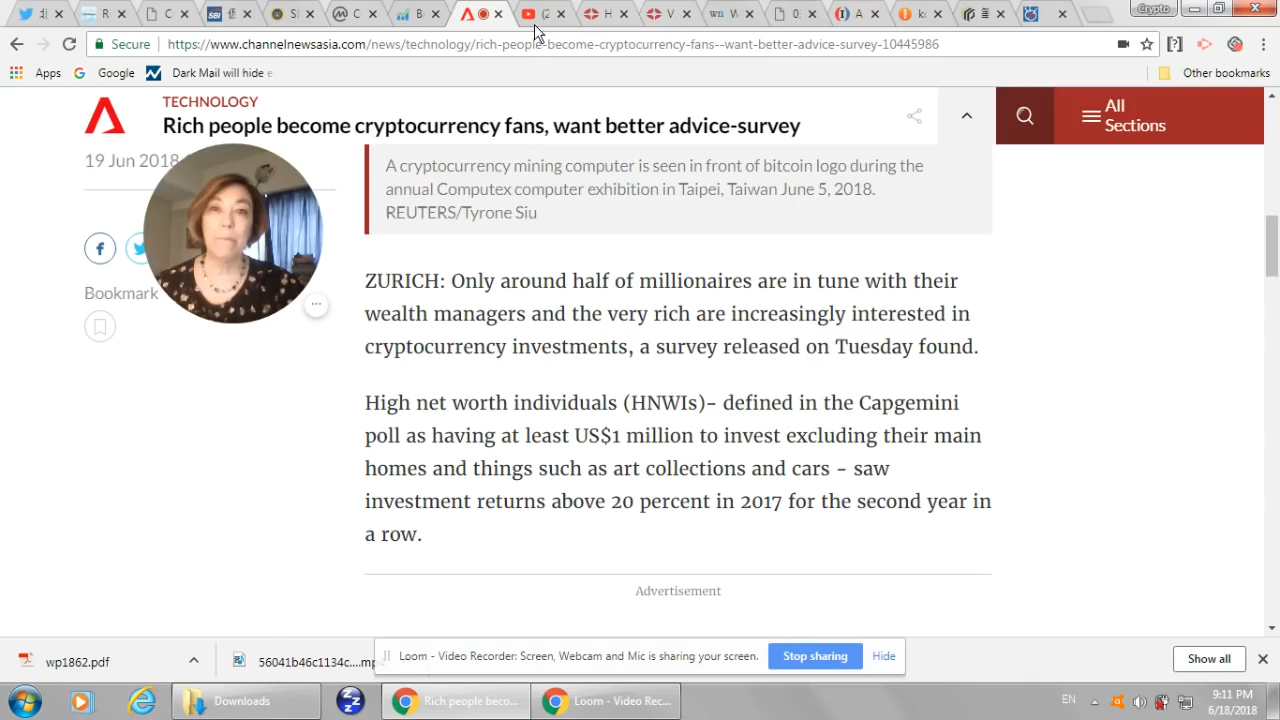 Crypto
Secure
https://www.channelnewsasia.com/news/technology/rich-people-become-cryptocurrency-fans--want-better-advice-survey-10445986
Apps
Google
Dark Mail will hide e
Other bookmarks
TECHNOLOGY
Rich people become cryptocurrency fans, want better advice-survey
All
Sections
19 Jun 2018
A cryptocurrency mining computer is seen in front of bitcoin logo during the
annual Computex computer exhibition in Taipei, Taiwan June 5, 2018.
REUTERS/Tyrone Siu
Bookmark
ZURICH: Only around half of millionaires are in tune with their
wealth managers and the very rich are increasingly interested in
cryptocurrency investments, a survey released on Tuesday found.
High net worth individuals (HNWIs)- defined in the Capgemini
poll as having at least US$1 million to invest excluding their main
homes and things such as art collections and cars - saw
investment returns above 20 percent in 2017 for the second year in
a row.
Advertisement
wp1862.pdf
56041b46c1134c....mp
Loom - Video Recorder: Screen, Webcam and Mic is sharing your screen.
Stop sharing
Hide
Show all
Downloads
Rich people beco...
Loom - Video Rec...
EN
9:11 PM
6/18/2018